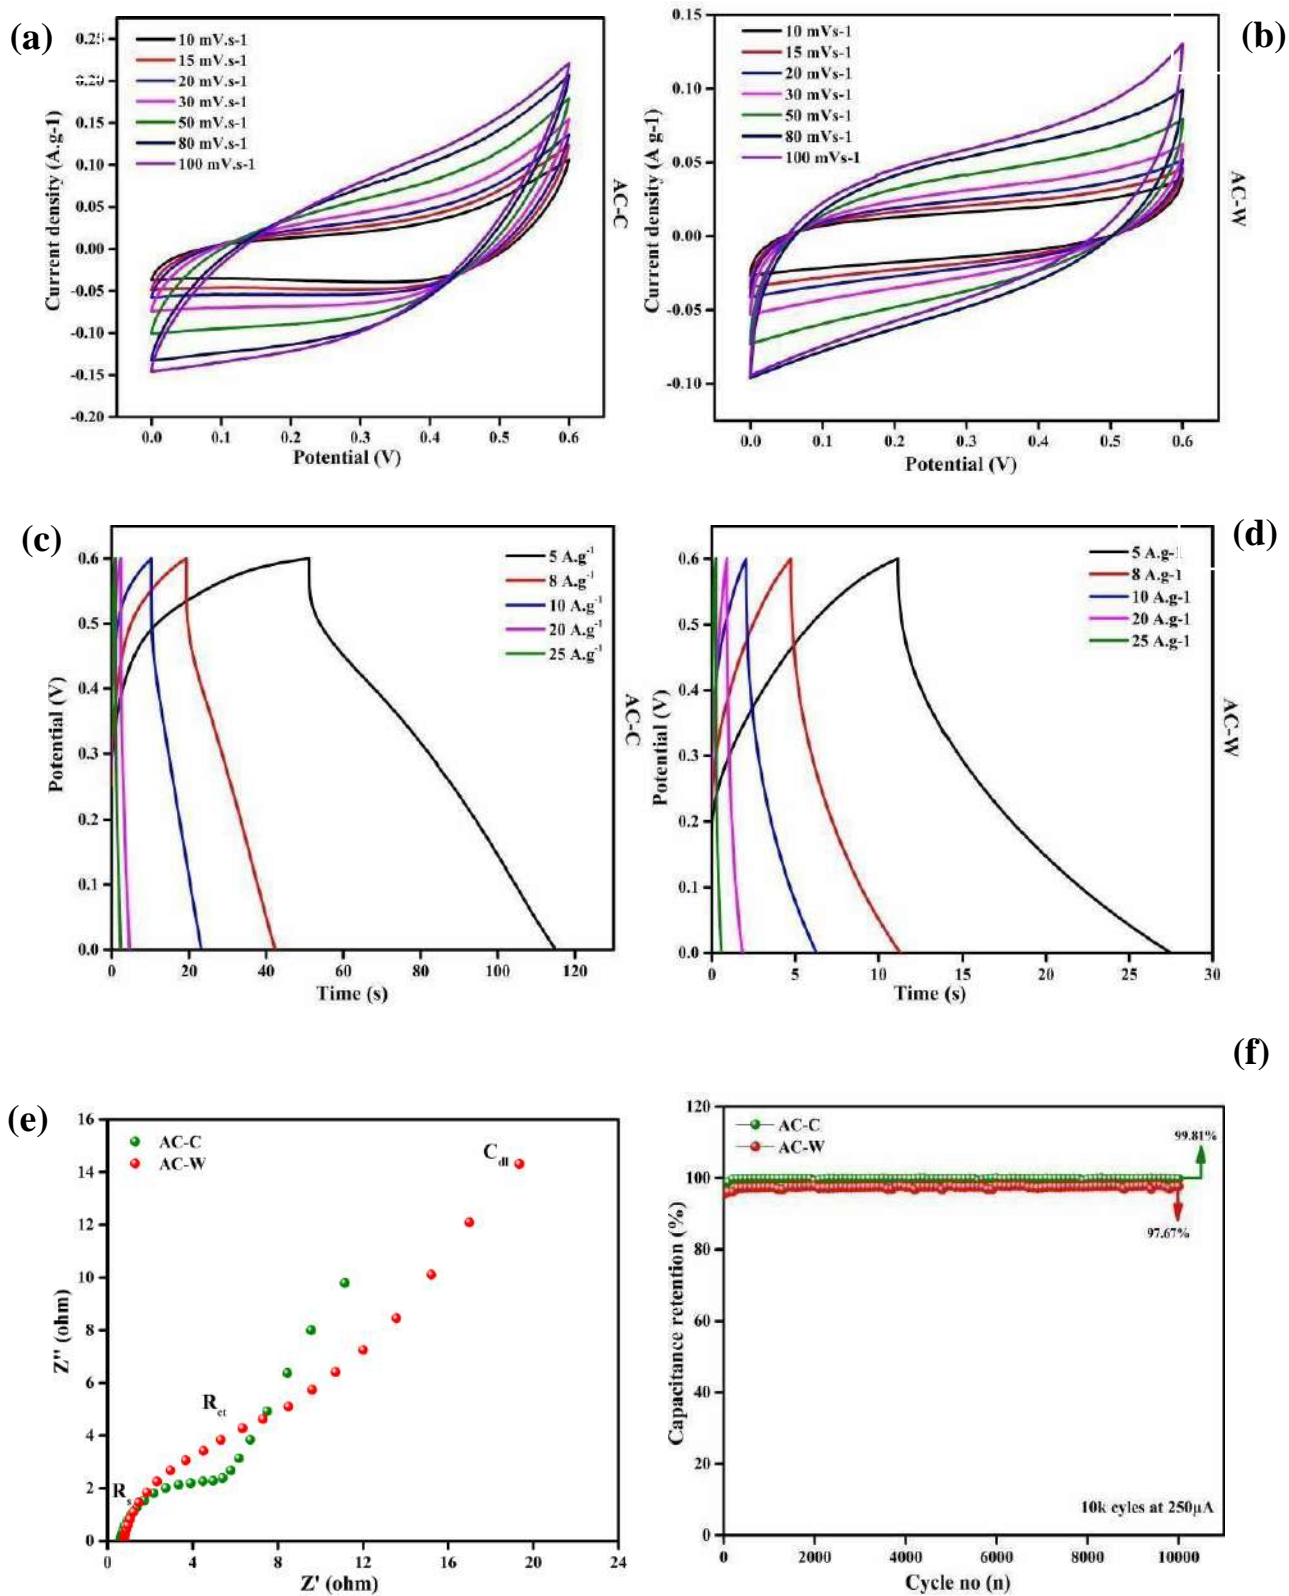 (a)
0.25
0.20
0.15
0.10
0.05
0.00
-0.05
-0.10
-0.15
-0.20
Current density (A.g-1)
10 mV.s-1
15 mV.s-1
20 mV.s-1
30 mV.s-1
50 mV.s-1
80 mV.s-1
100 mV.s-1
AC-C
0.0 0.1 0.2 0.3 0.4 0.5 0.6
Potential (V)
(b)
0.15
0.10
0.05
0.00
-0.05
-0.10
Current density (A g-1)
10 mVs-1
15 mVs-1
20 mVs-1
30 mVs-1
50 mVs-1
80 mVs-1
100 mVs-1
AC-W
0.0 0.1 0.2 0.3 0.4 0.5 0.6
Potential (V)
(c)
0.6
0.5
0.4
0.3
0.2
0.1
0.0
Potential (V)
5 A.g-1
8 A.g-1
10 A.g-1
20 A.g-1
25 A.g-1
AC-C
0 20 40 60 80 100 120
Time (s)
(d)
0.6
0.5
0.4
0.3
0.2
0.1
0.0
Potential (V)
5 A.g-1
8 A.g-1
10 A.g-1
20 A.g-1
25 A.g-1
AC-W
0 5 10 15 20 25 30
Time (s)
(e)
16
14
12
10
8
6
4
2
0
Z'' (ohm)
AC-C
AC-W
Cdl
Rct
Rs
0 4 8 12 16 20 24
Z' (ohm)
(f)
120
100
80
60
40
20
0
Capacitance retention (%)
AC-C
AC-W
99.81%
97.67%
10k cyles at 250µA
0 2000 4000 6000 8000 10000
Cycle no (n)